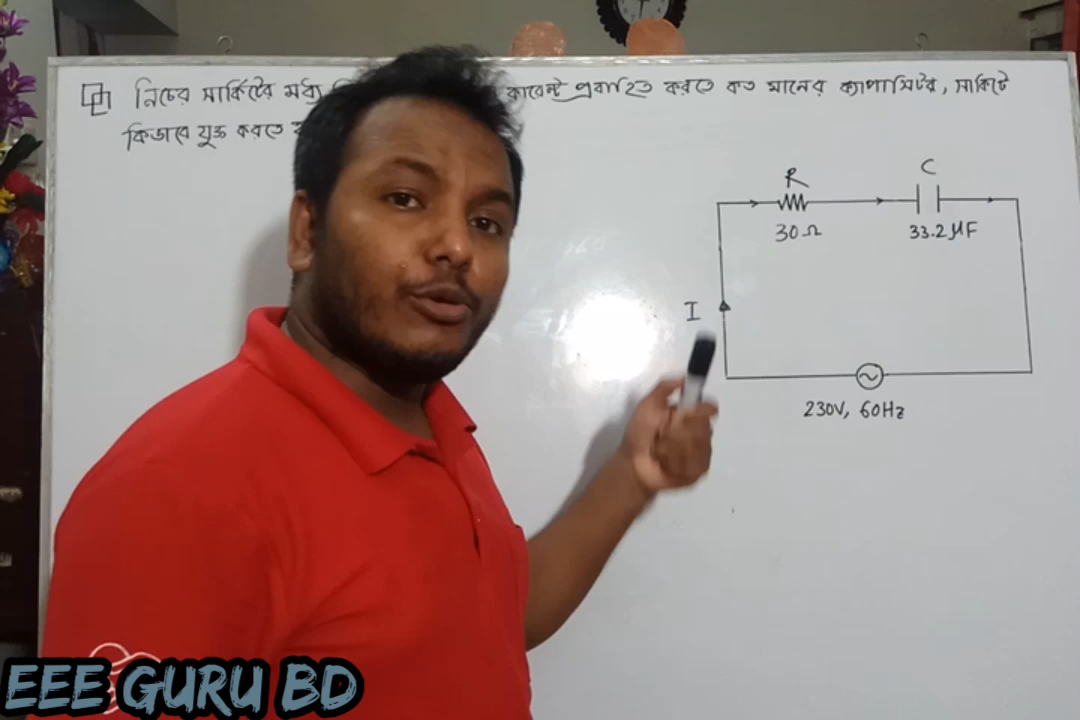 নিচের সার্কিটের মধ্য কারেন্ট প্রবাহিত করতে কত মানের ক্যাপাসিটর, সার্কিটে
কিভাবে যুক্ত করতে
R
C
30Ω
33.2μF
I
230V, 60Hz
EEE GURU BD